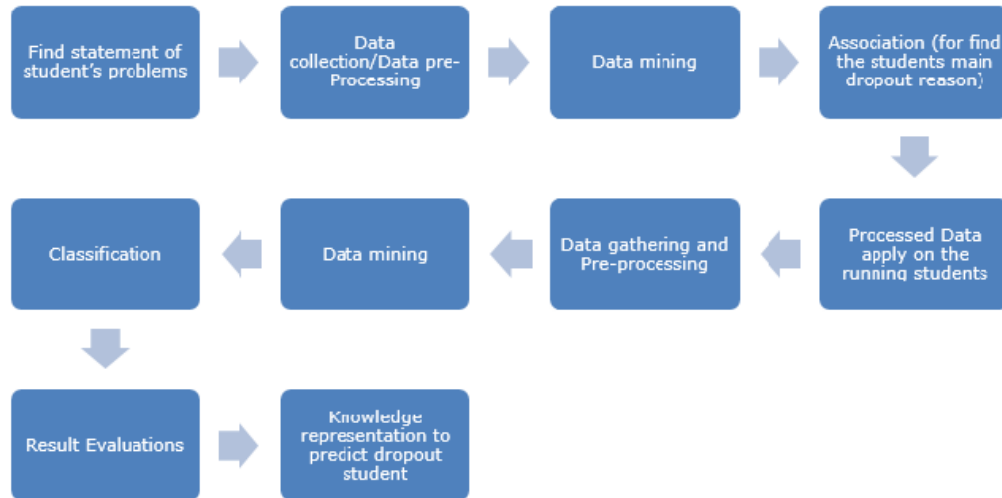 Find statement of
student's problems
Data
collection/Data pre-
Processing
Data mining
Association (for find
the students main
dropout reason)
Processed Data
apply on the
running students
Data gathering and
Pre-processing
Data mining
Classification
Result Evaluations
Knowledge
representation to
predict dropout
student